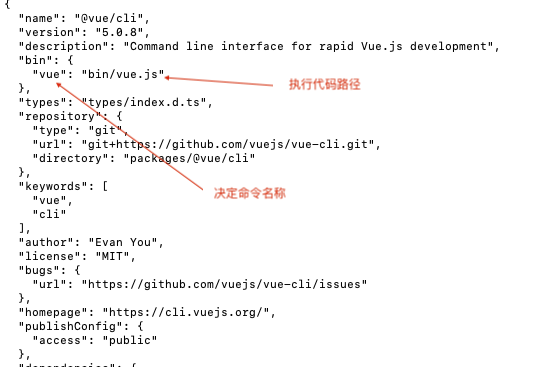 {
  "name": "@vue/cli",
  "version": "5.0.8",
  "description": "Command line interface for rapid Vue.js development",
  "bin": {
    "vue": "bin/vue.js"
执行代码路径
  },
  "types": "types/index.d.ts",
  "repository": {
    "type": "git",
    "url": "git+https://github.com/vuejs/vue-cli.git",
    "directory": "packages/@vue/cli"
  },
  "keywords": [
    "vue",
决定命令名称
    "cli"
  ],
  "author": "Evan You",
  "license": "MIT",
  "bugs": {
    "url": "https://github.com/vuejs/vue-cli/issues"
  },
  "homepage": "https://cli.vuejs.org/",
  "publishConfig": {
    "access": "public"
  },
  "dependencies": {